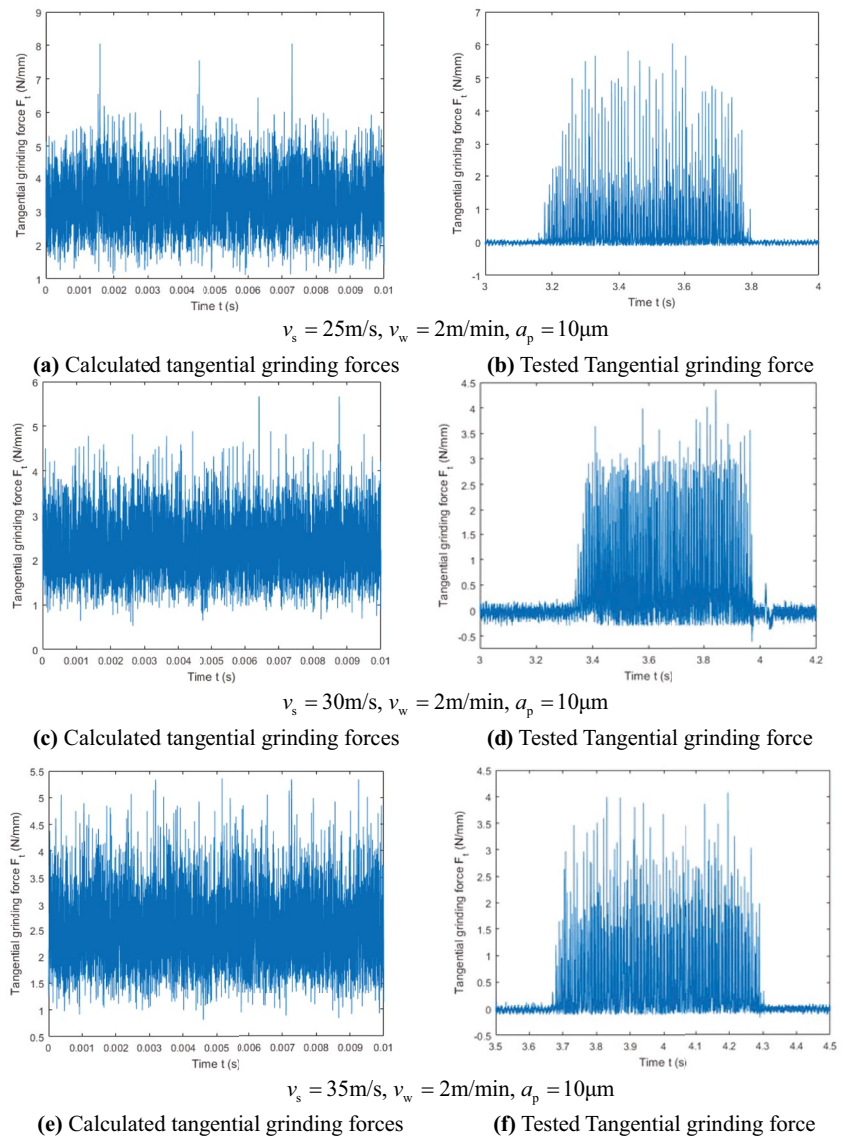 9
8
7
6
5
4
3
2
1
Tangential grinding force F_t (N/mm)
0 0.001 0.002 0.003 0.004 0.005 0.006 0.007 0.008 0.009 0.01
Time t (s)
7
6
5
4
3
2
1
0
-1
Tangential grinding force F_t (N/mm)
3 3.2 3.4 3.6 3.8 4
Time t (s)
v_s = 25m/s, v_w = 2m/min, a_p = 10μm
(a) Calculated tangential grinding forces
(b) Tested Tangential grinding force
6
5
4
3
2
1
0
Tangential grinding force F_t (N/mm)
0 0.001 0.002 0.003 0.004 0.005 0.006 0.007 0.008 0.009 0.01
Time t (s)
4.5
4
3.5
3
2.5
2
1.5
1
0.5
0
-0.5
Tangential grinding force F_t (N/mm)
3 3.2 3.4 3.6 3.8 4 4.2
Time t (s)
v_s = 30m/s, v_w = 2m/min, a_p = 10μm
(c) Calculated tangential grinding forces
(d) Tested Tangential grinding force
5.5
5
4.5
4
3.5
3
2.5
2
1.5
1
0.5
Tangential grinding force F_t (N/mm)
0 0.001 0.002 0.003 0.004 0.005 0.006 0.007 0.008 0.009 0.01
Time t (s)
4.5
4
3.5
3
2.5
2
1.5
1
0.5
0
-0.5
Tangential grinding force F_t (N/mm)
3.5 3.6 3.7 3.8 3.9 4 4.1 4.2 4.3 4.4 4.5
Time t (s)
v_s = 35m/s, v_w = 2m/min, a_p = 10μm
(e) Calculated tangential grinding forces
(f) Tested Tangential grinding force